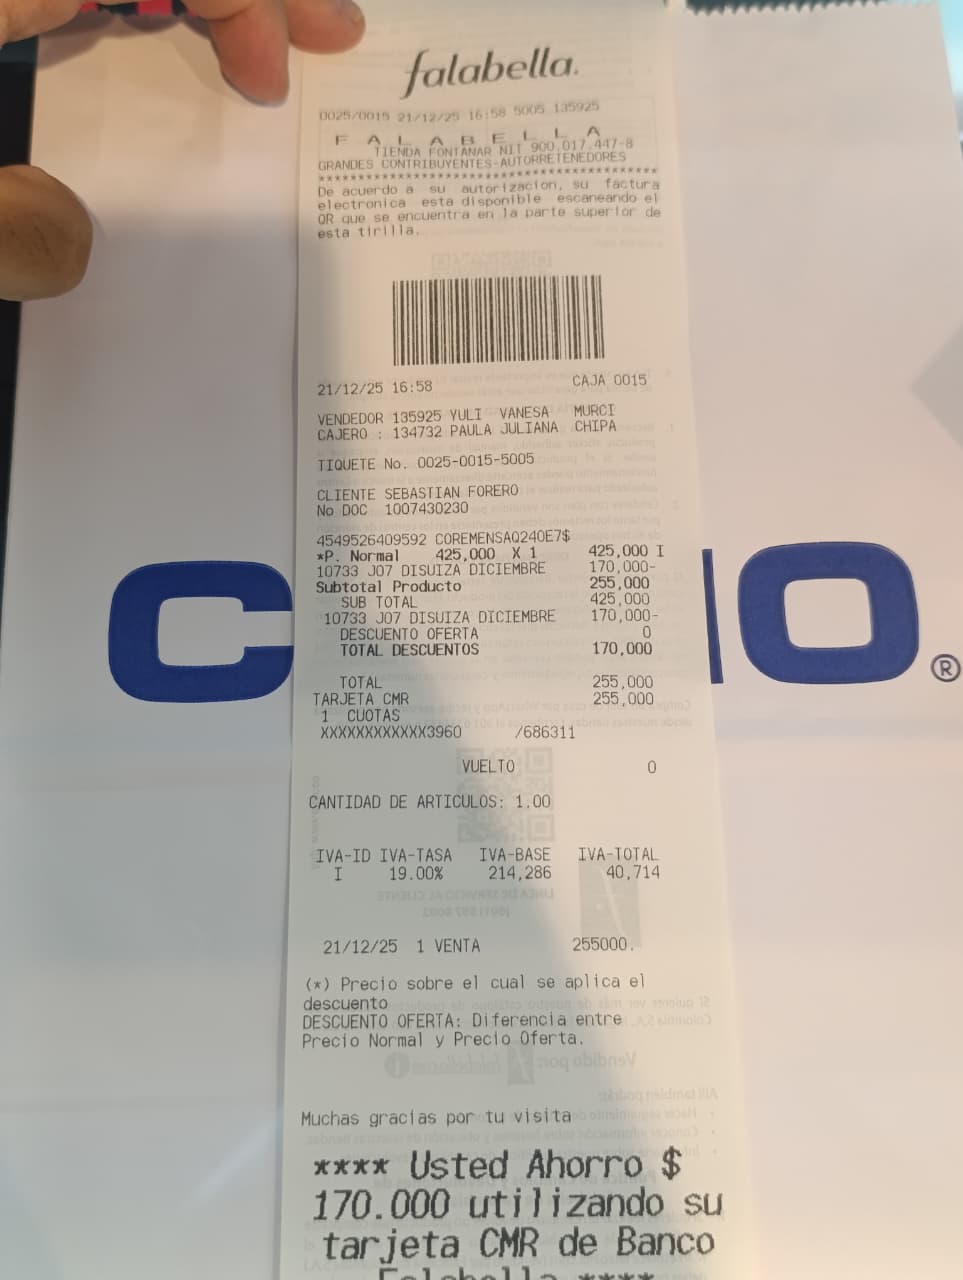 falabella.
0025/0015 21/12/25 16:58 5005 135925
F A L A B E L L A
TIENDA FONTANAR NIT 900,017,447-8
GRANDES CONTRIBUYENTES-AUTORRETENEDORES
******************************************
De acuerdo a su autorizacion, su factura
electronica esta disponible escaneando el
QR que se encuentra en la parte superior de
esta tirilla.
21/12/25 16:58 CAJA 0015
VENDEDOR 135925 YULI VANESA MURCI
CAJERO : 134732 PAULA JULIANA CHIPA
TIQUETE No. 0025-0015-5005
CLIENTE SEBASTIAN FORERO
No DOC 1007430230
4549526409592 COREMENSAQ240E7$
*P. Normal 425,000 X 1 425,000 I
10733 J07 DISUIZA DICIEMBRE 170,000-
Subtotal Producto 255,000
SUB TOTAL 425,000
10733 J07 DISUIZA DICIEMBRE 170,000-
DESCUENTO OFERTA 0
TOTAL DESCUENTOS 170,000
TOTAL 255,000
TARJETA CMR 255,000
1 CUOTAS
XXXXXXXXXXXX3960 /686311
VUELTO 0
CANTIDAD DE ARTICULOS: 1.00
IVA-ID IVA-TASA IVA-BASE IVA-TOTAL
I 19.00% 214,286 40,714
21/12/25 1 VENTA 255000.
(*) Precio sobre el cual se aplica el
descuento
DESCUENTO OFERTA: Diferencia entre
Precio Normal y Precio Oferta.
Muchas gracias por tu visita
**** Usted Ahorro $
170.000 utilizando su
tarjeta CMR de Banco
Falabella ****
C IO®